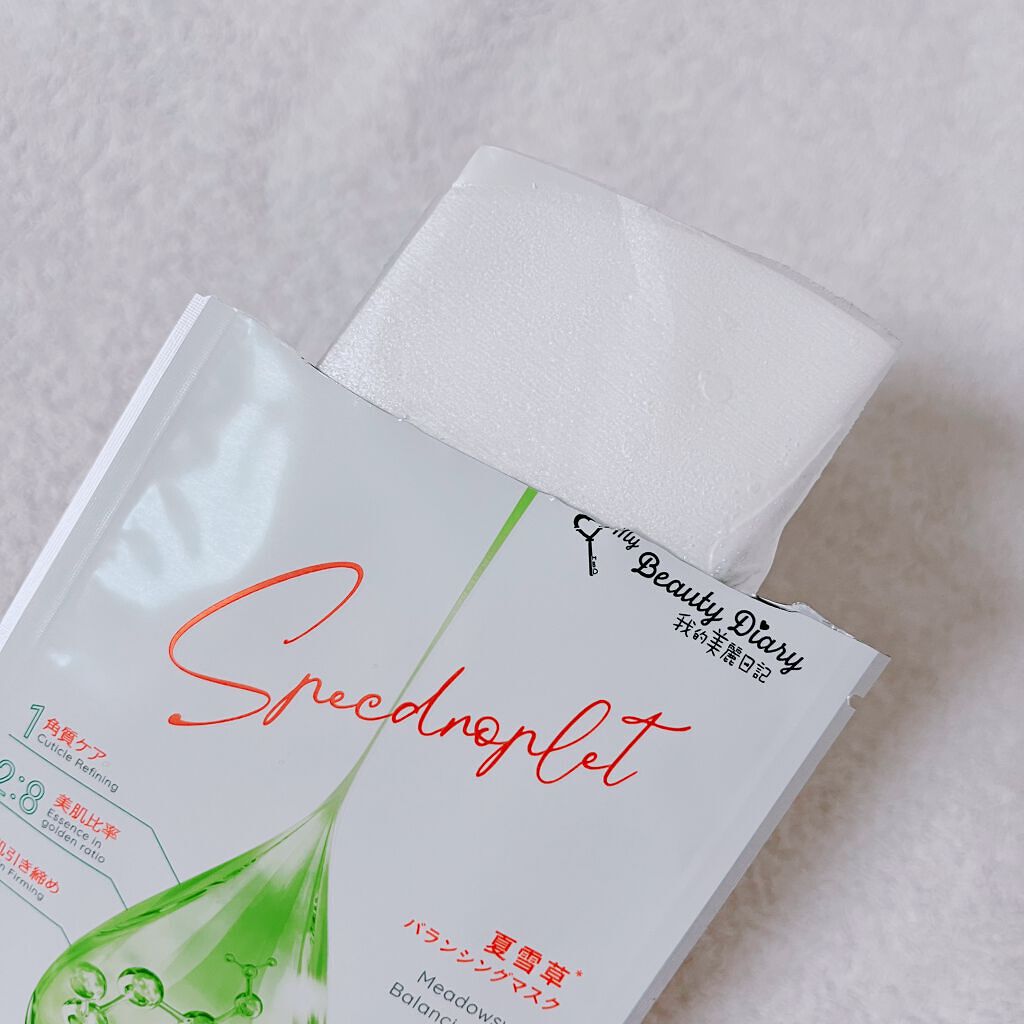 My
Beauty Diary
我的美麗日記
Specdroplet
1 角質ケア
Cuticle Refining
2:8 美肌比率
Essence in
golden ratio
肌引き締め
Firming
夏雪草*
バランシングマスク